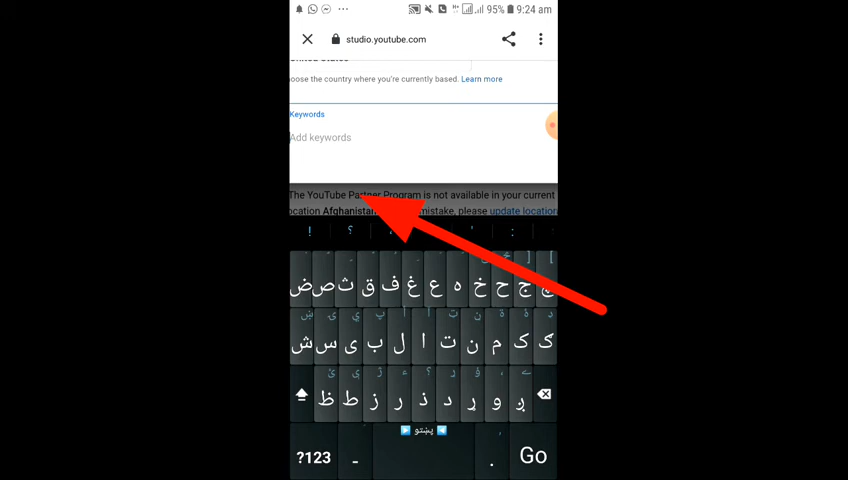 95% 9:24 am
studio.youtube.com
United States
oose the country where you're currently based. Learn more
Keywords
Add keywords
The YouTube Partner Program is not available in your current
ocation Afghanistan mistake, please update location
! ؟ :
ض ص ث ق ف غ ع ه خ ح ج چ
ش س ی ب ل ا ت ن م ک ګ
ظ ط ز ر ذ د ړ و ږ
پښتو
?123 - . Go